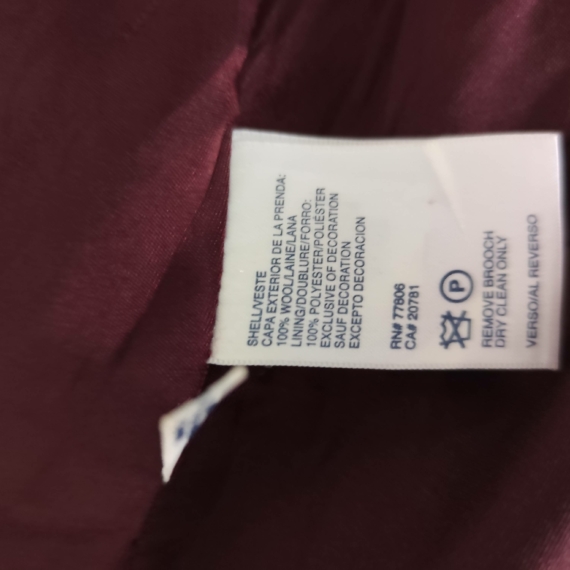 SHELL/VESTE
CAPA EXTERIOR DE LA PRENDA:
100% WOOL/LAINE/LANA
LINING/DOUBLURE/FORRO:
100% POLYESTER/POLIÉSTER
EXCLUSIVE OF DECORATION
SAUF DECORATION
EXCEPTO DECORACION
RN# 77806
CA# 20781
P
REMOVE BROOCH
DRY CLEAN ONLY
VERSO/AL REVERSO